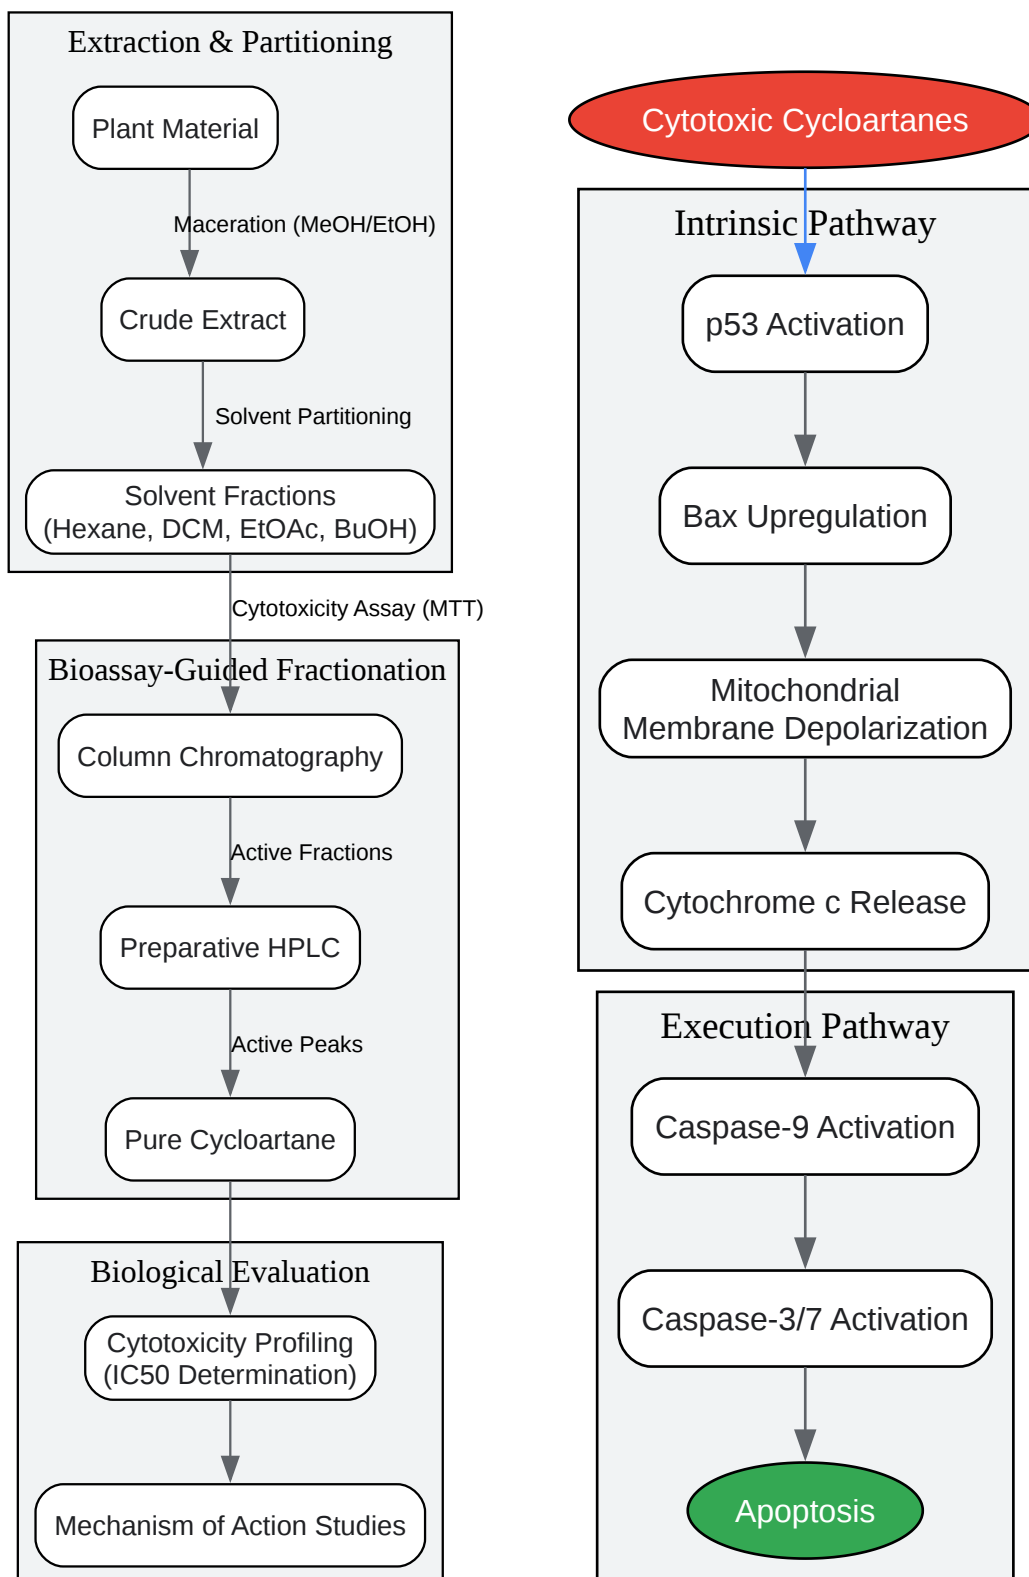 Extraction & Partitioning
Plant Material
Maceration (MeOH/EtOH)
Crude Extract
Solvent Partitioning
Solvent Fractions
(Hexane, DCM, EtOAc, BuOH)
Cytotoxicity Assay (MTT)
Bioassay-Guided Fractionation
Column Chromatography
Active Fractions
Preparative HPLC
Active Peaks
Pure Cycloartane
Biological Evaluation
Cytotoxicity Profiling
(IC50 Determination)
Mechanism of Action Studies
Cytotoxic Cycloartanes
Intrinsic Pathway
p53 Activation
Bax Upregulation
Mitochondrial
Membrane Depolarization
Cytochrome c Release
Execution Pathway
Caspase-9 Activation
Caspase-3/7 Activation
Apoptosis